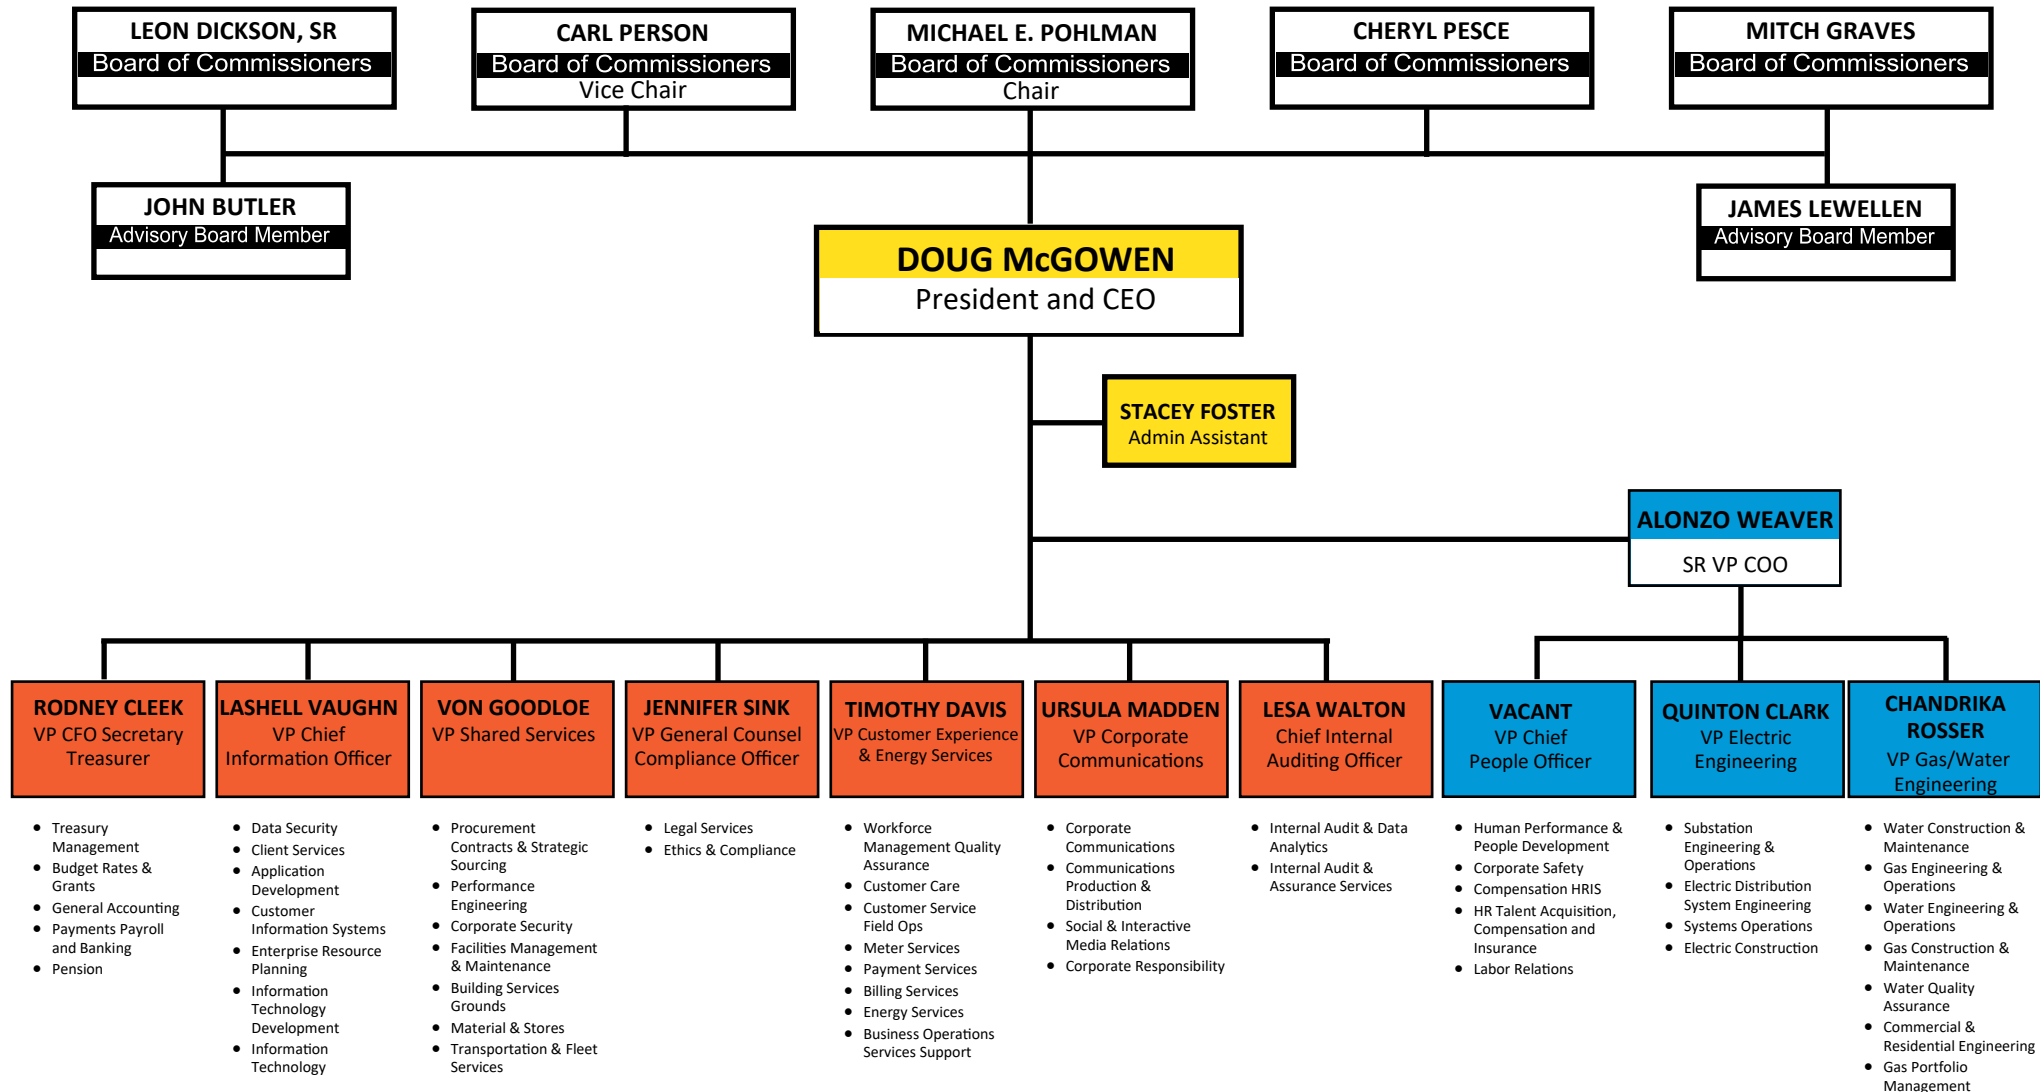 LEON DICKSON, SR
Board of Commissioners
CARL PERSON
Board of Commissioners
Vice Chair
MICHAEL E. POHLMAN
Board of Commissioners
Chair
CHERYL PESCE
Board of Commissioners
MITCH GRAVES
Board of Commissioners
JOHN BUTLER
Advisory Board Member
JAMES LEWELLEN
Advisory Board Member
DOUG McGOWEN
President and CEO
STACEY FOSTER
Admin Assistant
ALONZO WEAVER
SR VP COO
RODNEY CLEEK
VP CFO Secretary
Treasurer
• Treasury
Management
• Budget Rates &
Grants
• General Accounting
• Payments Payroll
and Banking
• Pension
LASHELL VAUGHN
VP Chief
Information Officer
• Data Security
• Client Services
• Application
Development
• Customer
Information Systems
• Enterprise Resource
Planning
• Information
Technology
Development
• Information
Technology
VON GOODLOE
VP Shared Services
• Procurement
Contracts & Strategic
Sourcing
• Performance
Engineering
• Corporate Security
• Facilities Management
& Maintenance
• Building Services
Grounds
• Material & Stores
• Transportation & Fleet
Services
JENNIFER SINK
VP General Counsel
Compliance Officer
• Legal Services
• Ethics & Compliance
TIMOTHY DAVIS
VP Customer Experience
& Energy Services
• Workforce
Management Quality
Assurance
• Customer Care
• Customer Service
Field Ops
• Meter Services
• Payment Services
• Billing Services
• Energy Services
• Business Operations
Services Support
URSULA MADDEN
VP Corporate
Communications
• Corporate
Communications
• Communications
Production &
Distribution
• Social & Interactive
Media Relations
• Corporate Responsibility
LESA WALTON
Chief Internal
Auditing Officer
• Internal Audit & Data
Analytics
• Internal Audit &
Assurance Services
VACANT
VP Chief
People Officer
• Human Performance &
People Development
• Corporate Safety
• Compensation HRIS
• HR Talent Acquisition,
Compensation and
Insurance
• Labor Relations
QUINTON CLARK
VP Electric
Engineering
• Substation
Engineering &
Operations
• Electric Distribution
System Engineering
• Systems Operations
• Electric Construction
CHANDRIKA
ROSSER
VP Gas/Water
Engineering
• Water Construction &
Maintenance
• Gas Engineering &
Operations
• Water Engineering &
Operations
• Gas Construction &
Maintenance
• Water Quality
Assurance
• Commercial &
Residential Engineering
• Gas Portfolio
Management